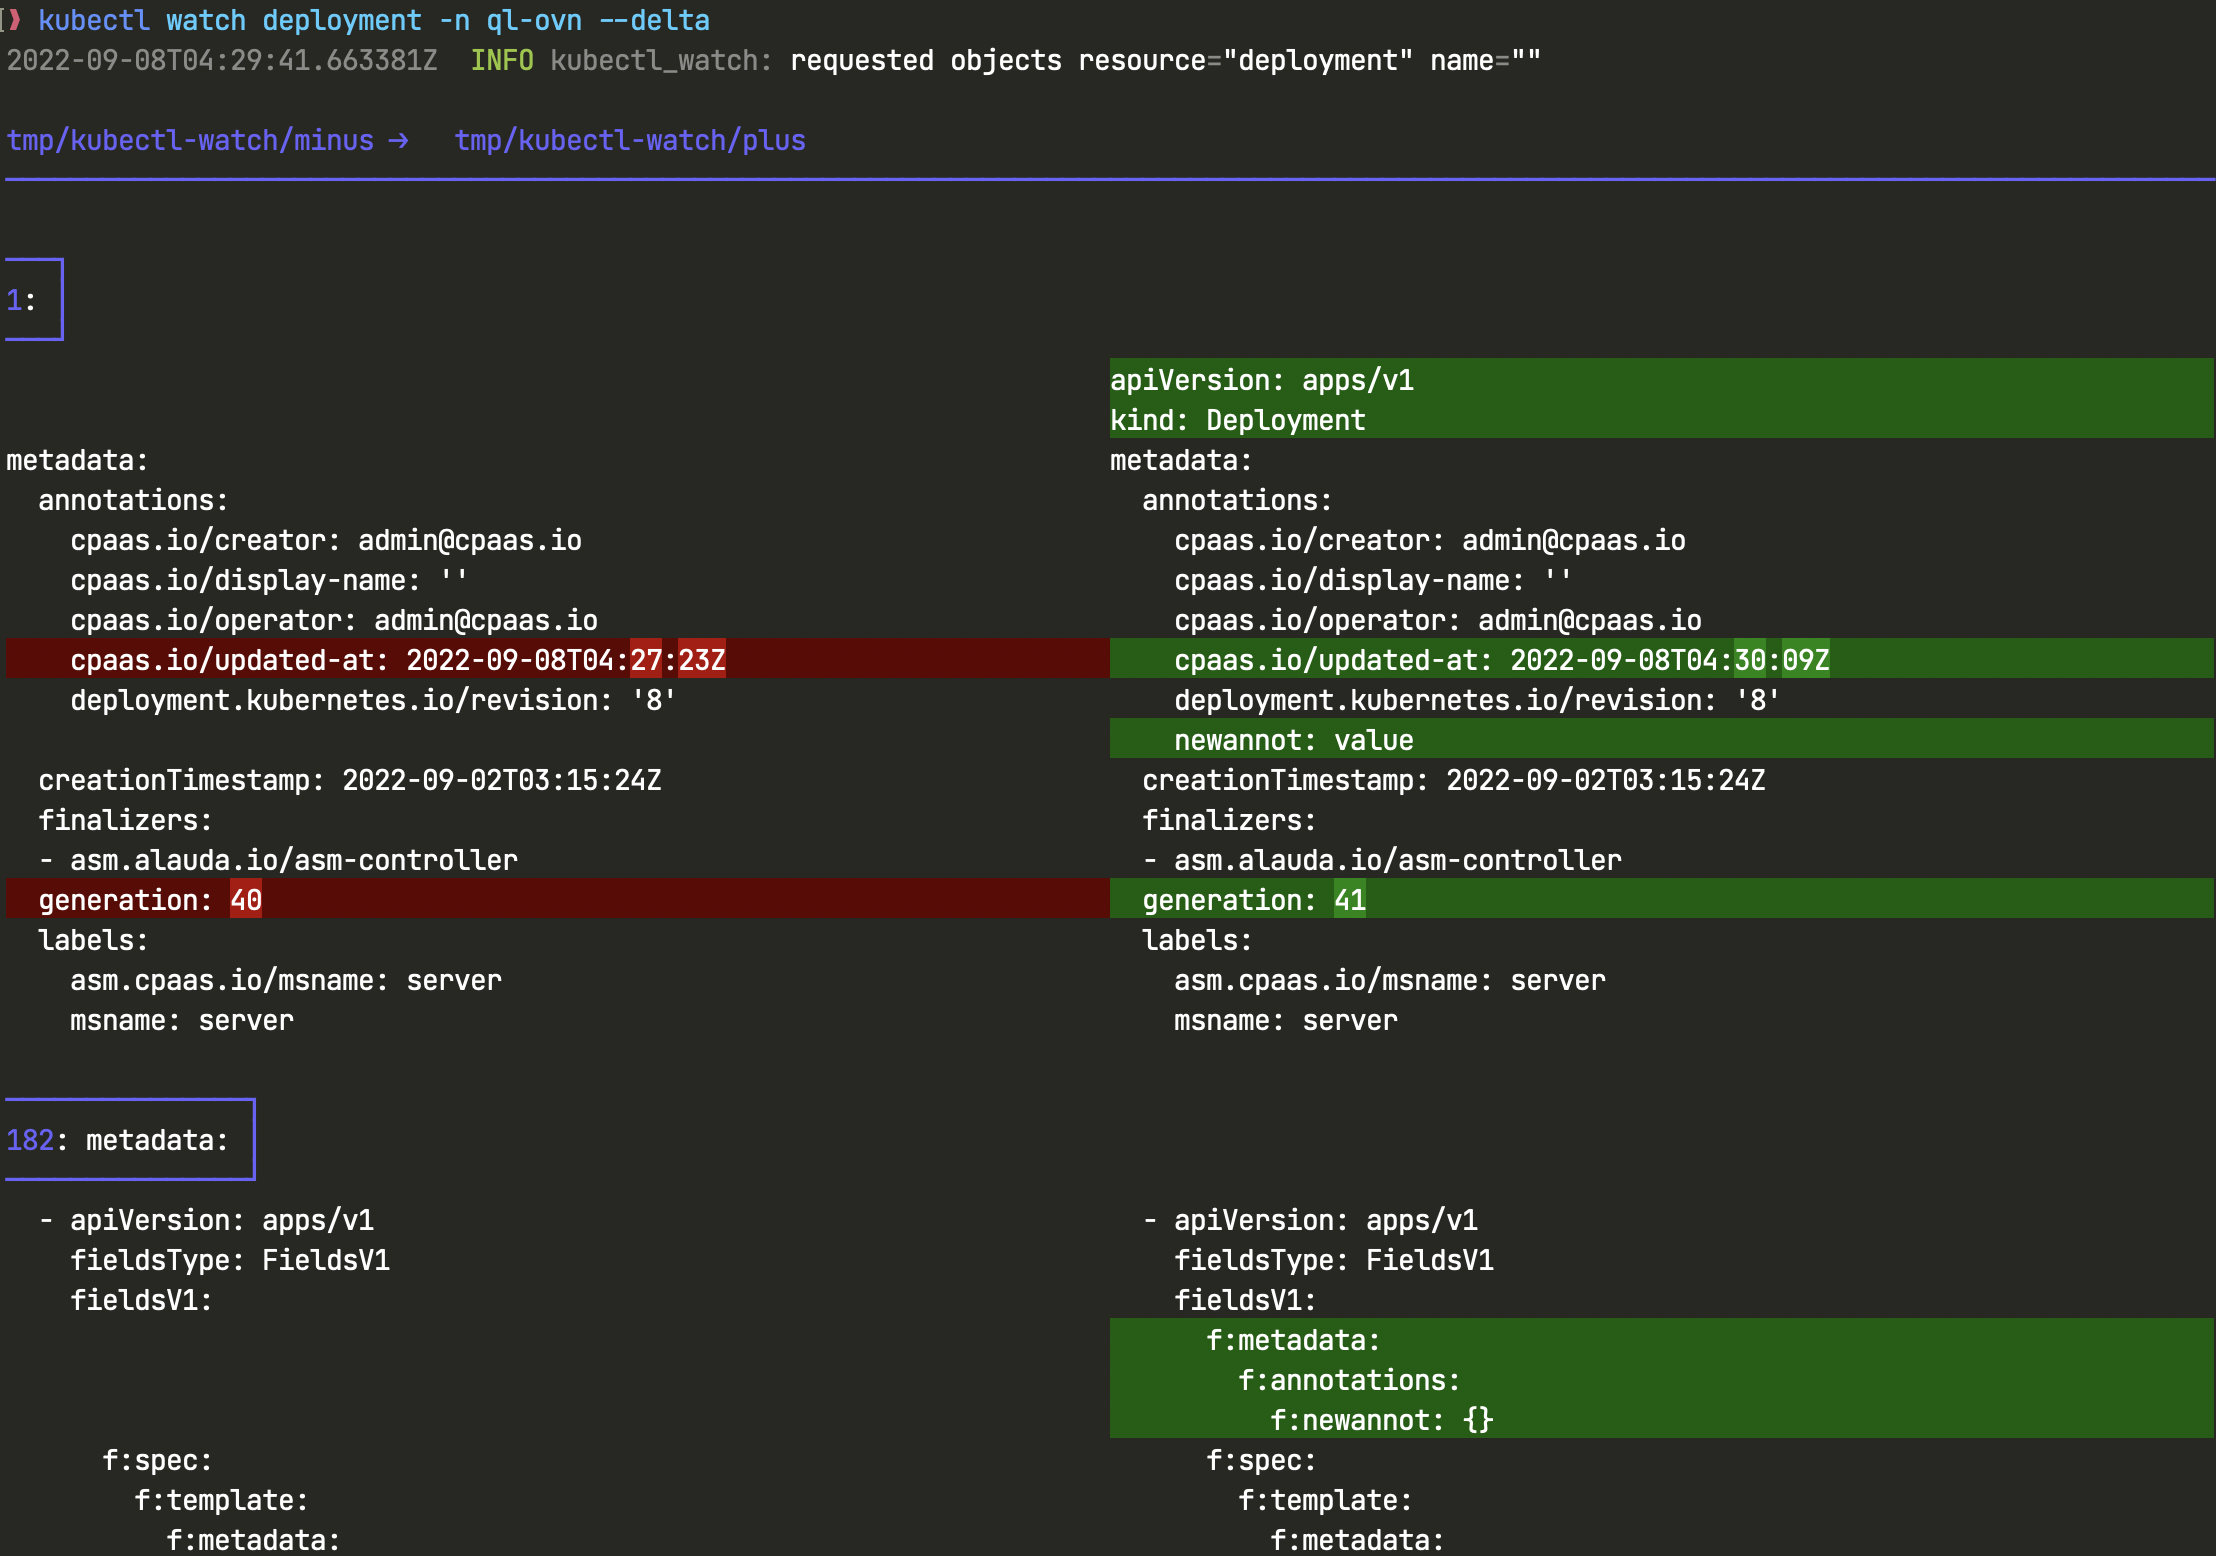 ❱ kubectl watch deployment -n ql-ovn --delta
2022-09-08T04:29:41.663381Z  INFO kubectl_watch: requested objects resource="deployment" name=""
tmp/kubectl-watch/minus →  tmp/kubectl-watch/plus
1:
apiVersion: apps/v1
kind: Deployment
metadata: metadata:
annotations: annotations:
cpaas.io/creator: admin@cpaas.io cpaas.io/creator: admin@cpaas.io
cpaas.io/display-name: '' cpaas.io/display-name: ''
cpaas.io/operator: admin@cpaas.io cpaas.io/operator: admin@cpaas.io
cpaas.io/updated-at: 2022-09-08T04:27:23Z cpaas.io/updated-at: 2022-09-08T04:30:09Z
deployment.kubernetes.io/revision: '8' deployment.kubernetes.io/revision: '8'
newannot: value
creationTimestamp: 2022-09-02T03:15:24Z creationTimestamp: 2022-09-02T03:15:24Z
finalizers: finalizers:
- asm.alauda.io/asm-controller - asm.alauda.io/asm-controller
generation: 40 generation: 41
labels: labels:
asm.cpaas.io/msname: server asm.cpaas.io/msname: server
msname: server msname: server
182: metadata:
- apiVersion: apps/v1 - apiVersion: apps/v1
fieldsType: FieldsV1 fieldsType: FieldsV1
fieldsV1: fieldsV1:
f:metadata:
f:annotations:
f:newannot: {}
f:spec: f:spec:
f:template: f:template:
f:metadata: f:metadata: